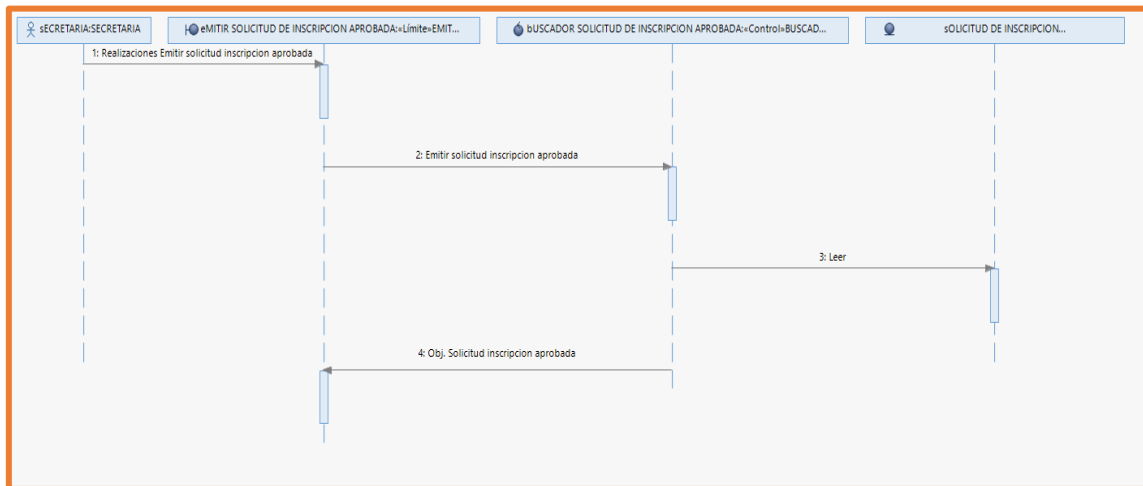 sECRETARIA:SECRETARIA
eMITIR SOLICITUD DE INSCRIPCION APROBADA:«Límite»EMIT...
bUSCADOR SOLICITUD DE INSCRIPCION APROBADA:«Control»BUSCAD...
sOLICITUD DE INSCRIPCION...
1: Realizaciones Emitir solicitud inscripcion aprobada
2: Emitir solicitud inscripcion aprobada
3: Leer
4: Obj. Solicitud inscripcion aprobada